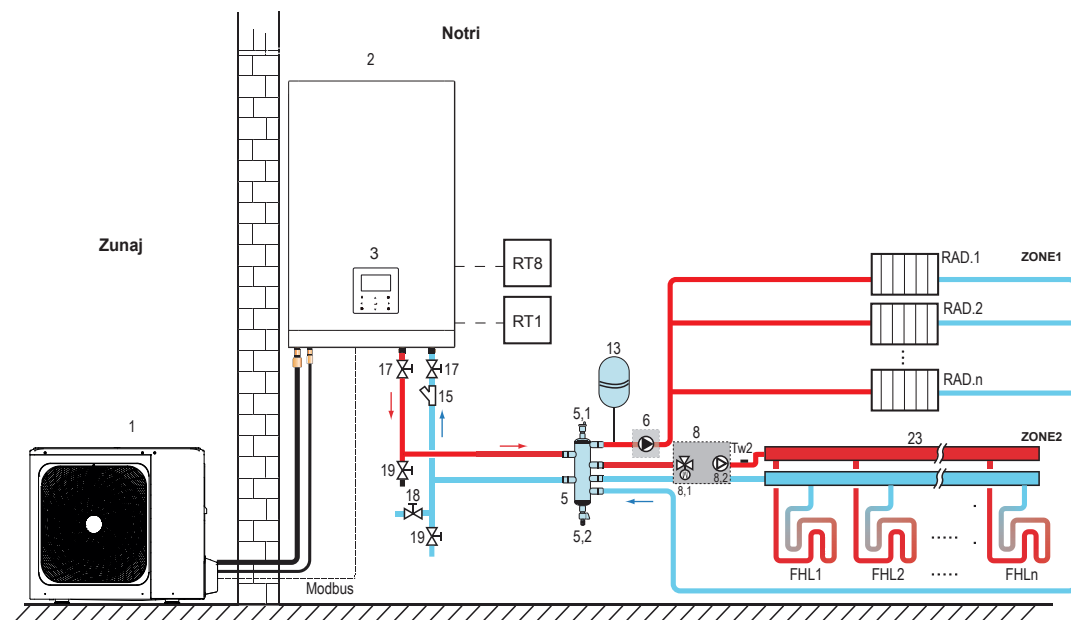 Notri
2
Zunaj
3
RT8
RT1
RAD.1
ZONE1
RAD.2
RAD.n
13
17
17
15
5,1
6
8
Tw2
23
ZONE2
1
19
18
5
8,1
8,2
19
5,2
FHL1
FHL2
FHLn
Modbus